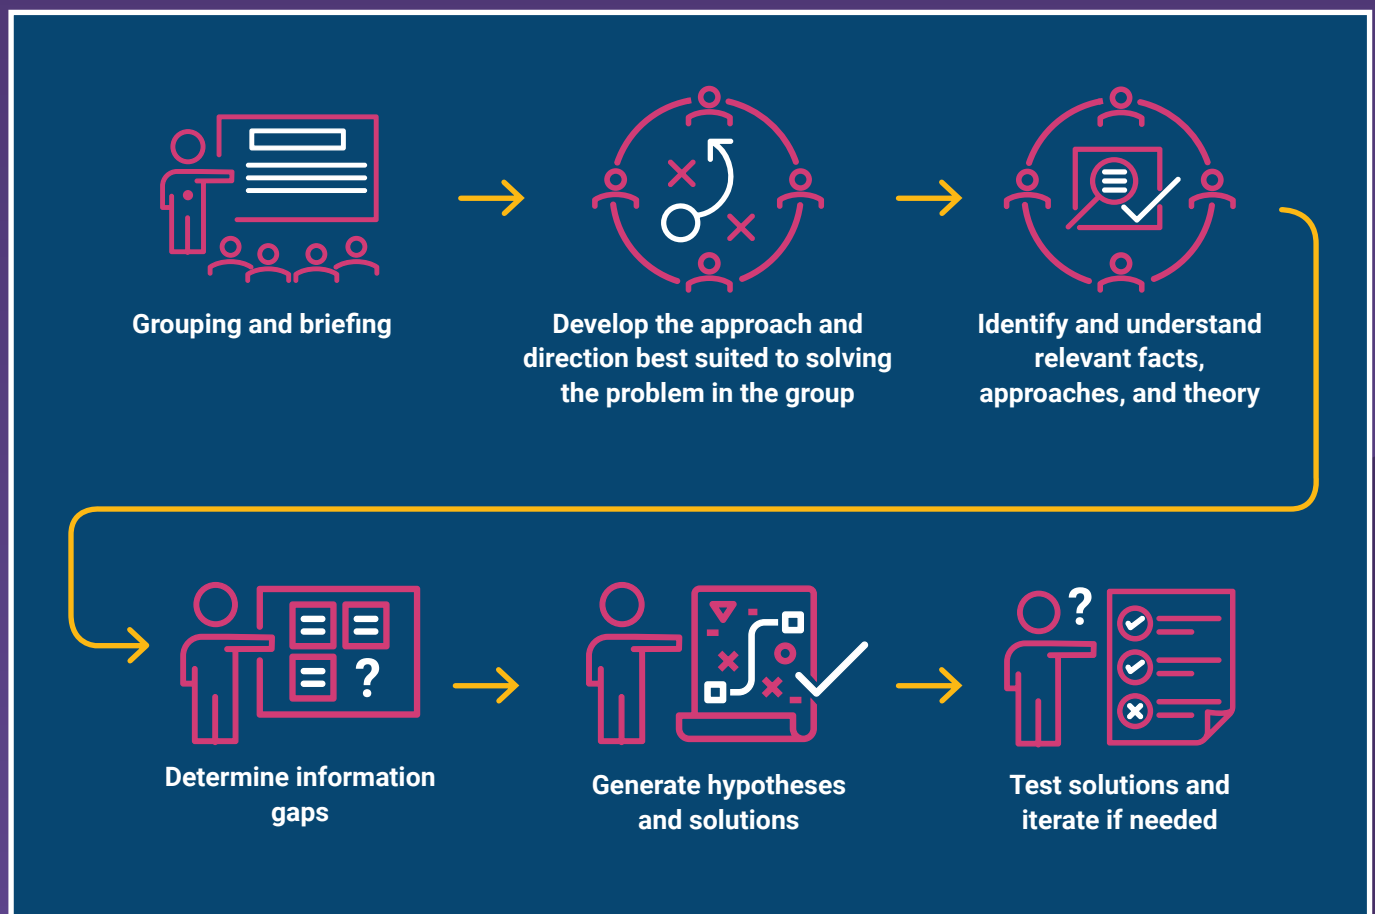 Grouping and briefing
Develop the approach and
direction best suited to solving
the problem in the group
Identify and understand
relevant facts,
approaches, and theory
?
Determine information
gaps
Generate hypotheses
and solutions
?
Test solutions and
iterate if needed